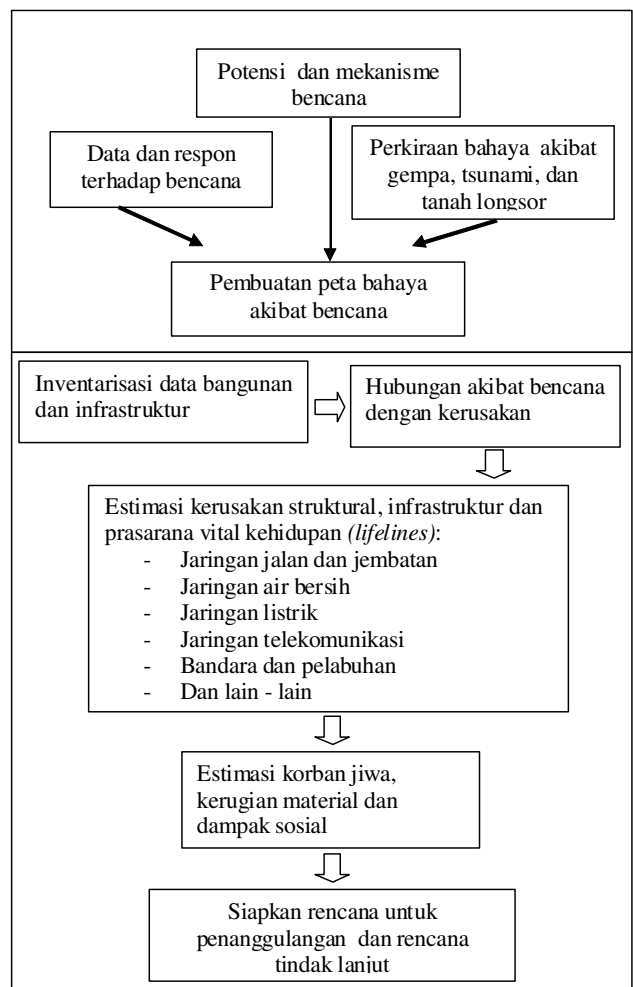 Potensi dan mekanisme
bencana
Data dan respon
terhadap bencana
Perkiraan bahaya akibat
gempa, tsunami, dan
tanah longsor
Pembuatan peta bahaya
akibat bencana
Inventarisasi data bangunan
dan infrastruktur
Hubungan akibat bencana
dengan kerusakan
Estimasi kerusakan struktural, infrastruktur dan
prasarana vital kehidupan (lifelines):
- Jaringan jalan dan jembatan
- Jaringan air bersih
- Jaringan listrik
- Jaringan telekomunikasi
- Bandara dan pelabuhan
- Dan lain - lain
Estimasi korban jiwa,
kerugian material dan
dampak sosial
Siapkan rencana untuk
penanggulangan dan rencana
tindak lanjut